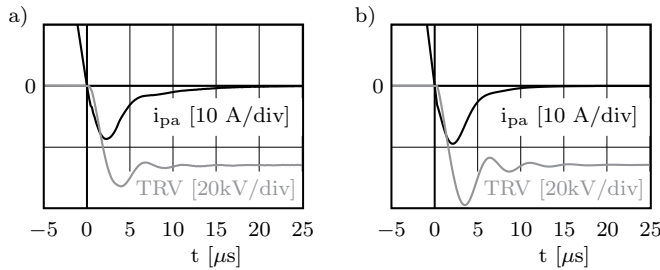 a)
0
i_pa [10 A/div]
TRV [20kV/div]
−5 0 5 10 15 20 25
t [μs]
b)
0
i_pa [10 A/div]
TRV [20kV/div]
−5 0 5 10 15 20 25
t [μs]